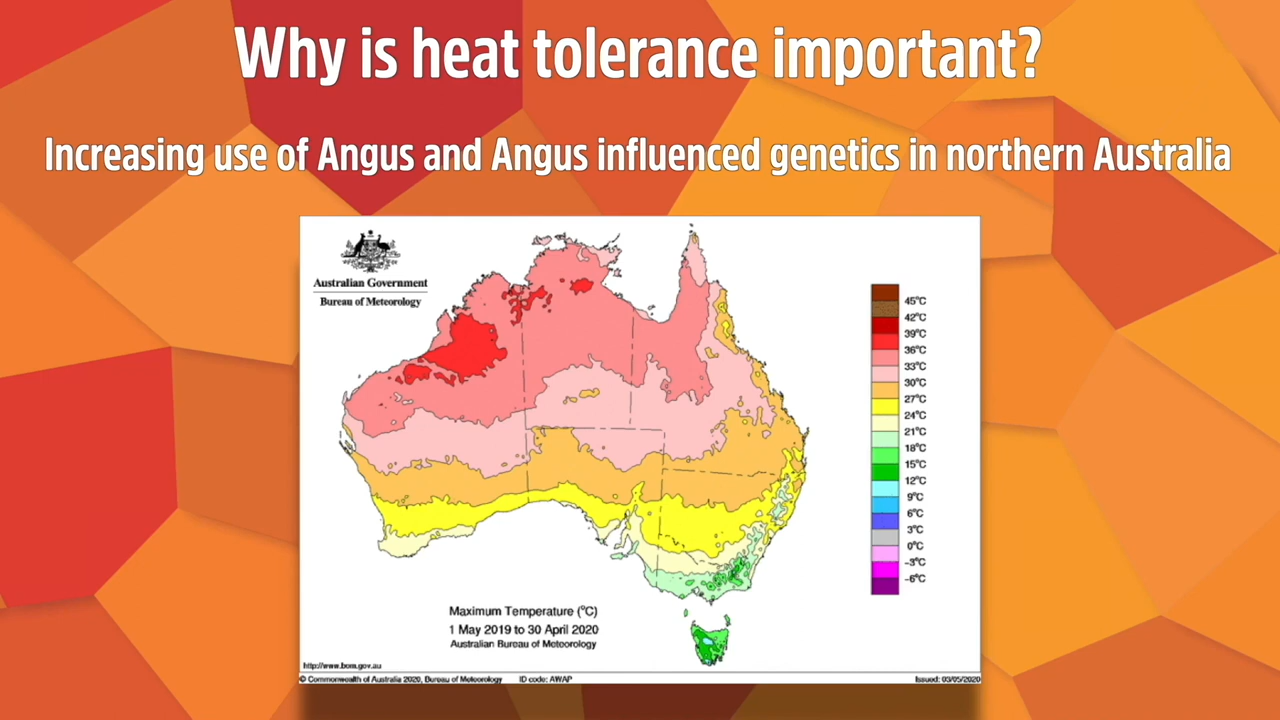 Why is heat tolerance important?
Increasing use of Angus and Angus influenced genetics in northern Australia
Australian Government
Bureau of Meteorology
45°C
42°C
39°C
36°C
33°C
30°C
27°C
24°C
21°C
18°C
15°C
12°C
9°C
6°C
3°C
0°C
-3°C
-6°C
Maximum Temperature (°C)
1 May 2019 to 30 April 2020
Australian Bureau of Meteorology
http://www.bom.gov.au
© Commonwealth of Australia 2020, Bureau of Meteorology ID code: AWAP Issued: 03/05/2020